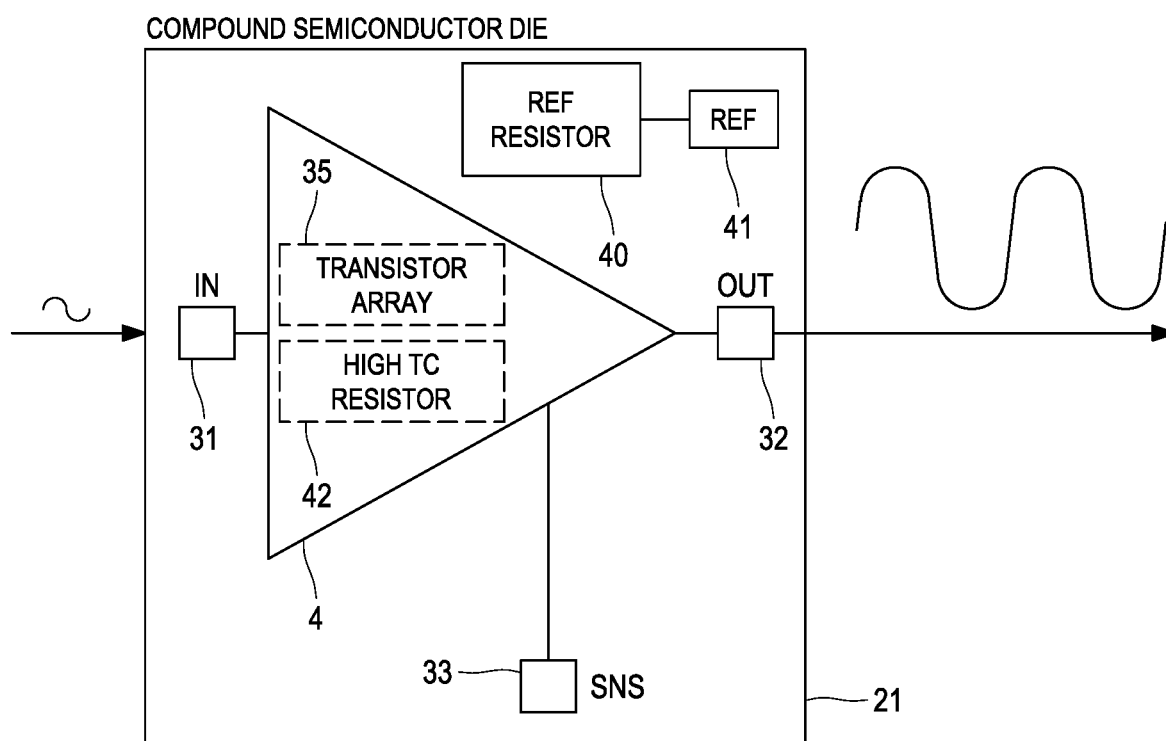 COMPOUND SEMICONDUCTOR DIE
REF
RESISTOR
REF
35
40
41
TRANSISTOR
ARRAY
IN
OUT
HIGH TC
RESISTOR
31
32
42
4
33
SNS
21